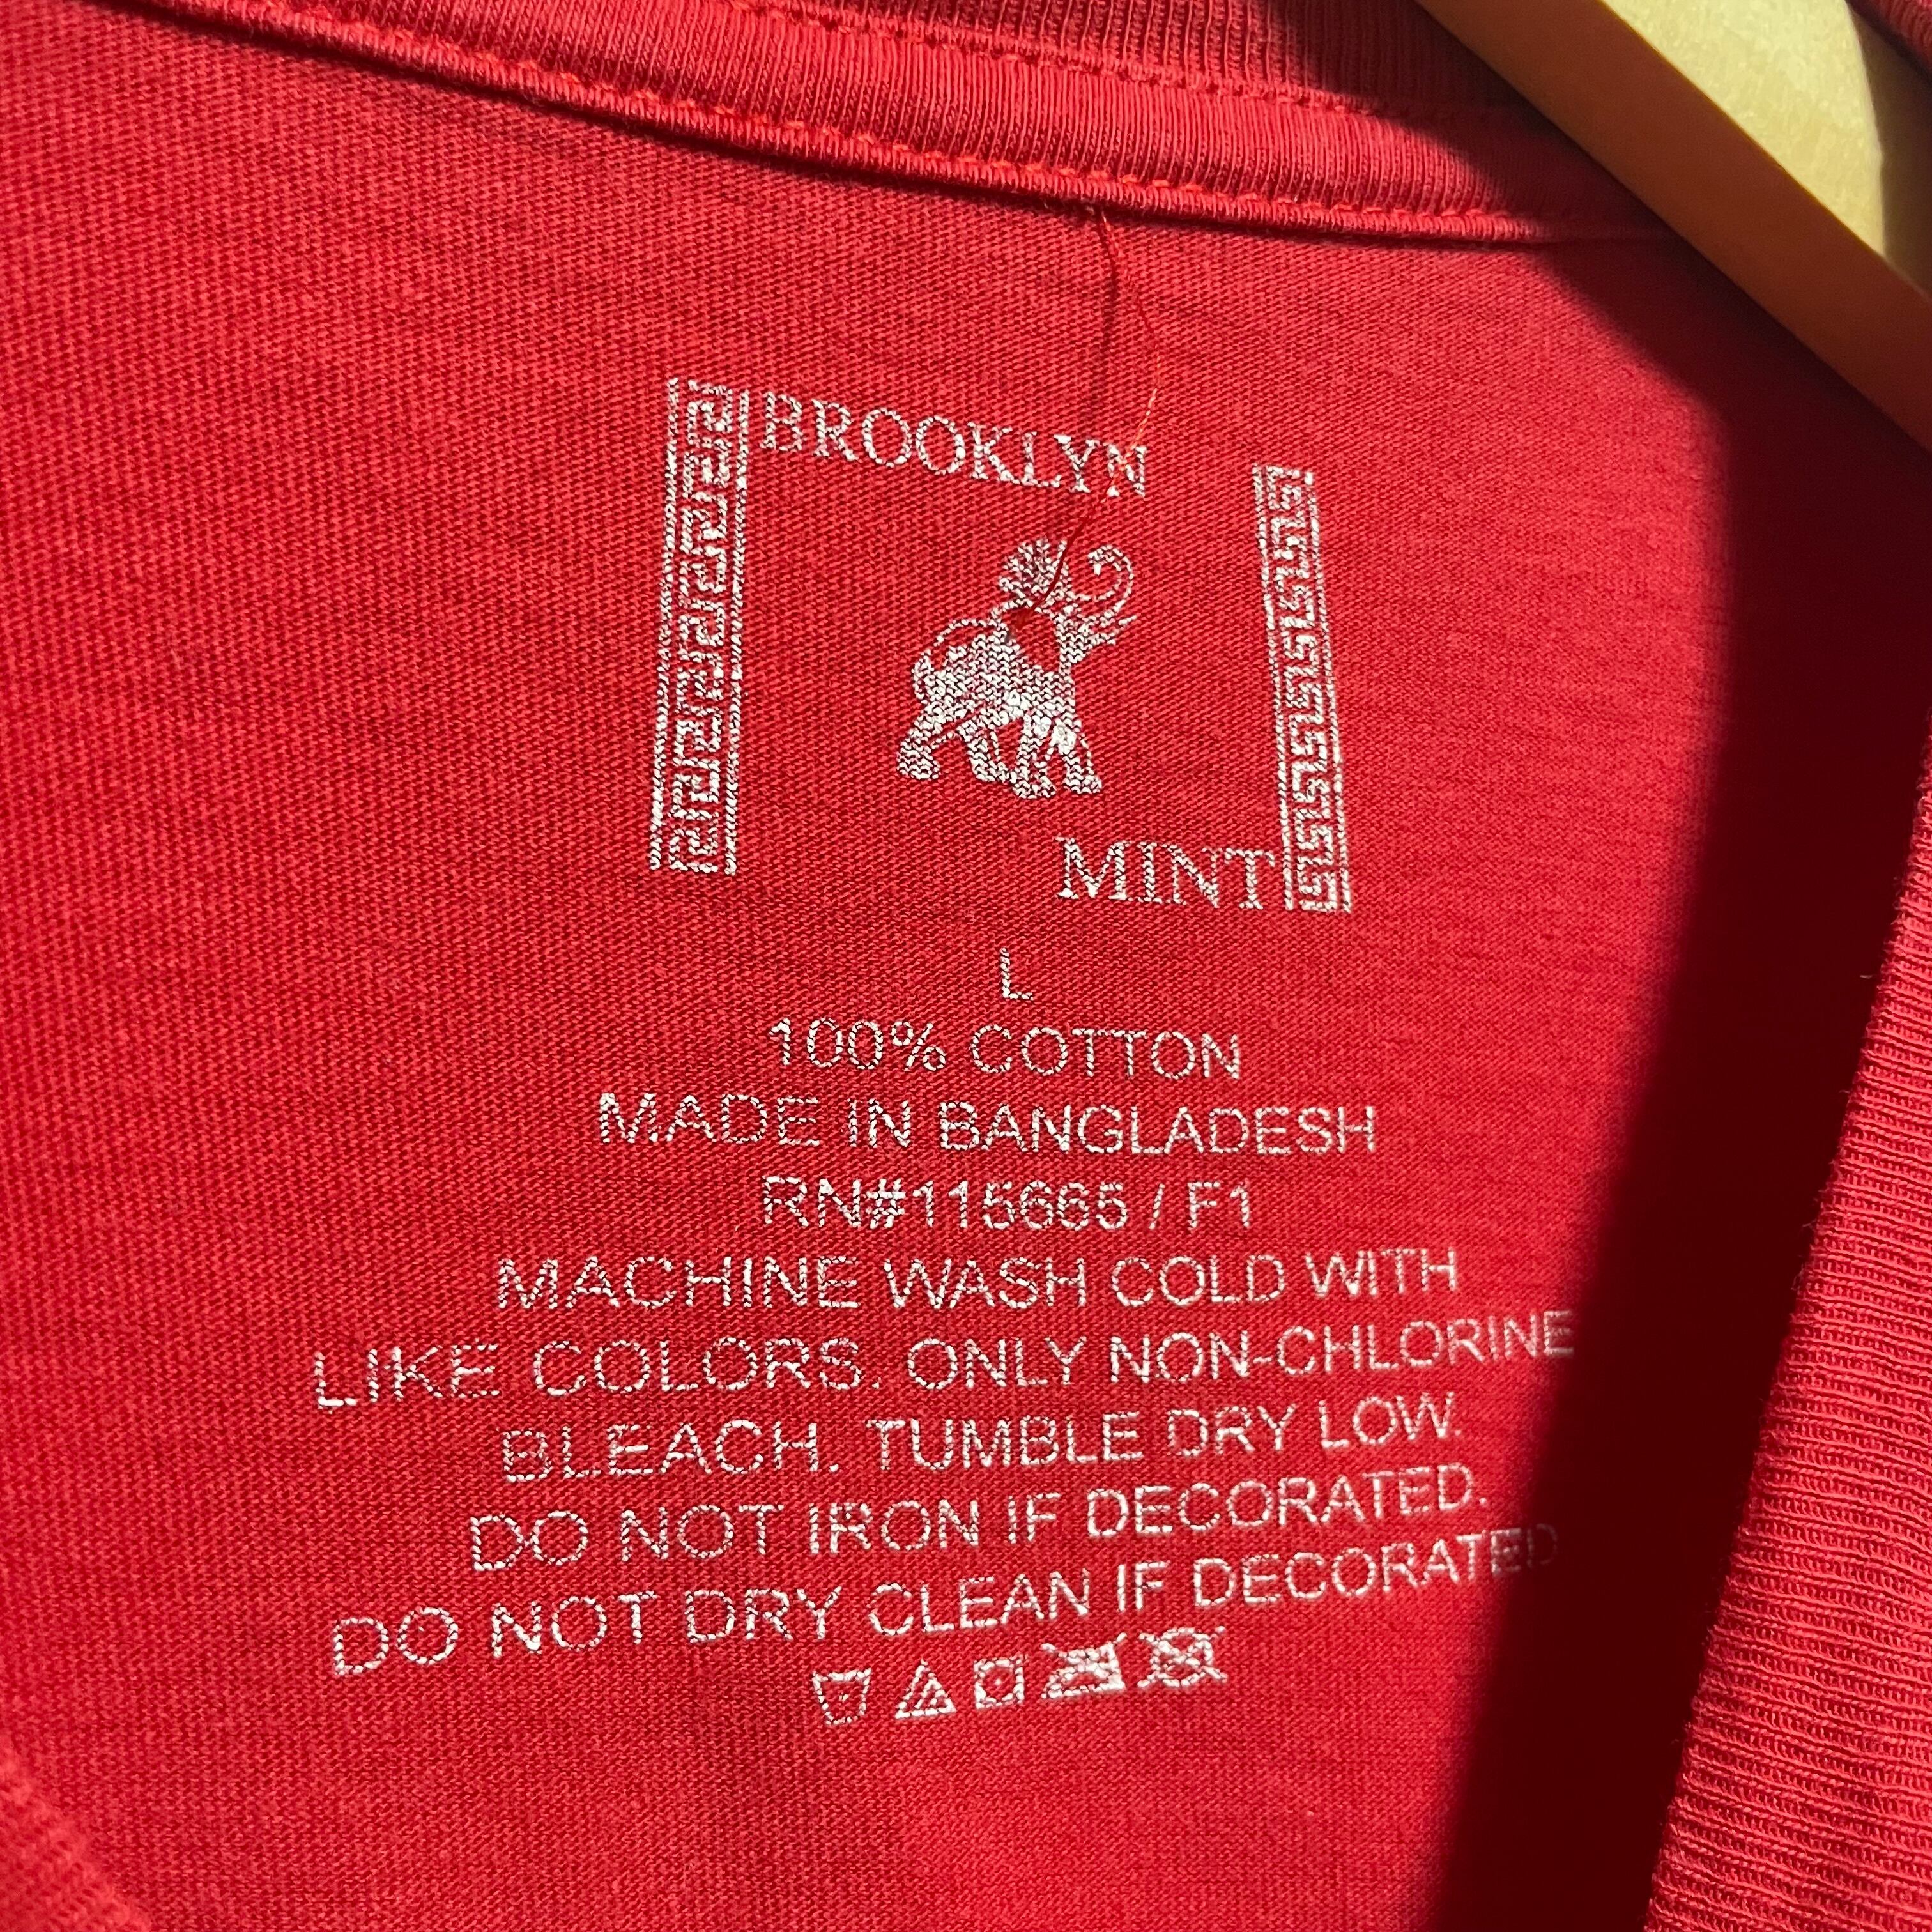 BROOKLYN
MINT
L
100% COTTON
MADE IN BANGLADESH
RN#115665 / F1
MACHINE WASH COLD WITH
LIKE COLORS. ONLY NON-CHLORINE
BLEACH. TUMBLE DRY LOW.
DO NOT IRON IF DECORATED.
DO NOT DRY CLEAN IF DECORATED